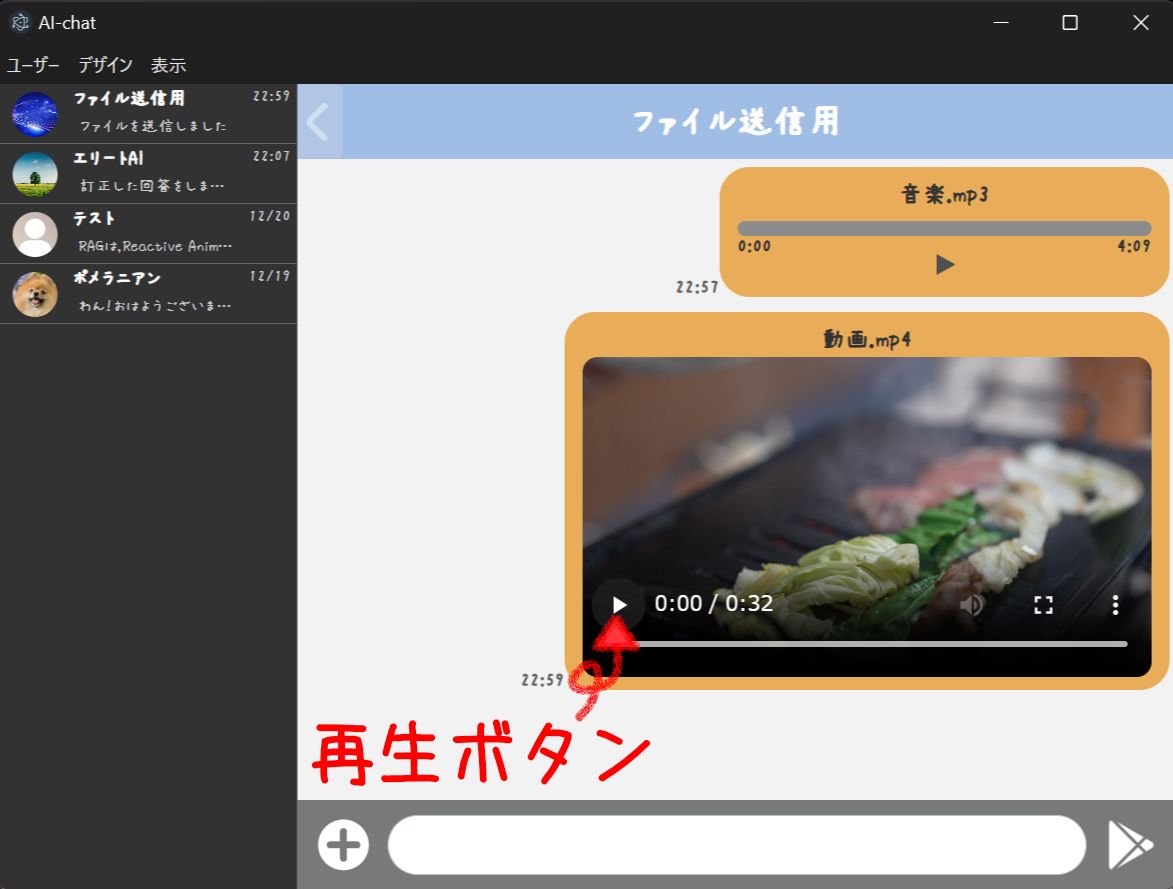 AI-chat
ユーザー デザイン 表示
ファイル送信用 22:59
ファイルを送信しました
エリートAI 22:07
訂正した回答をしま…
テスト 12/20
RAGは,Reactive Anim…
ポメラニアン 12/19
わん!おはようございま…
ファイル送信用
音楽.mp3
0:00 4:09
22:57
動画.mp4
0:00 / 0:32
22:59
再生ボタン